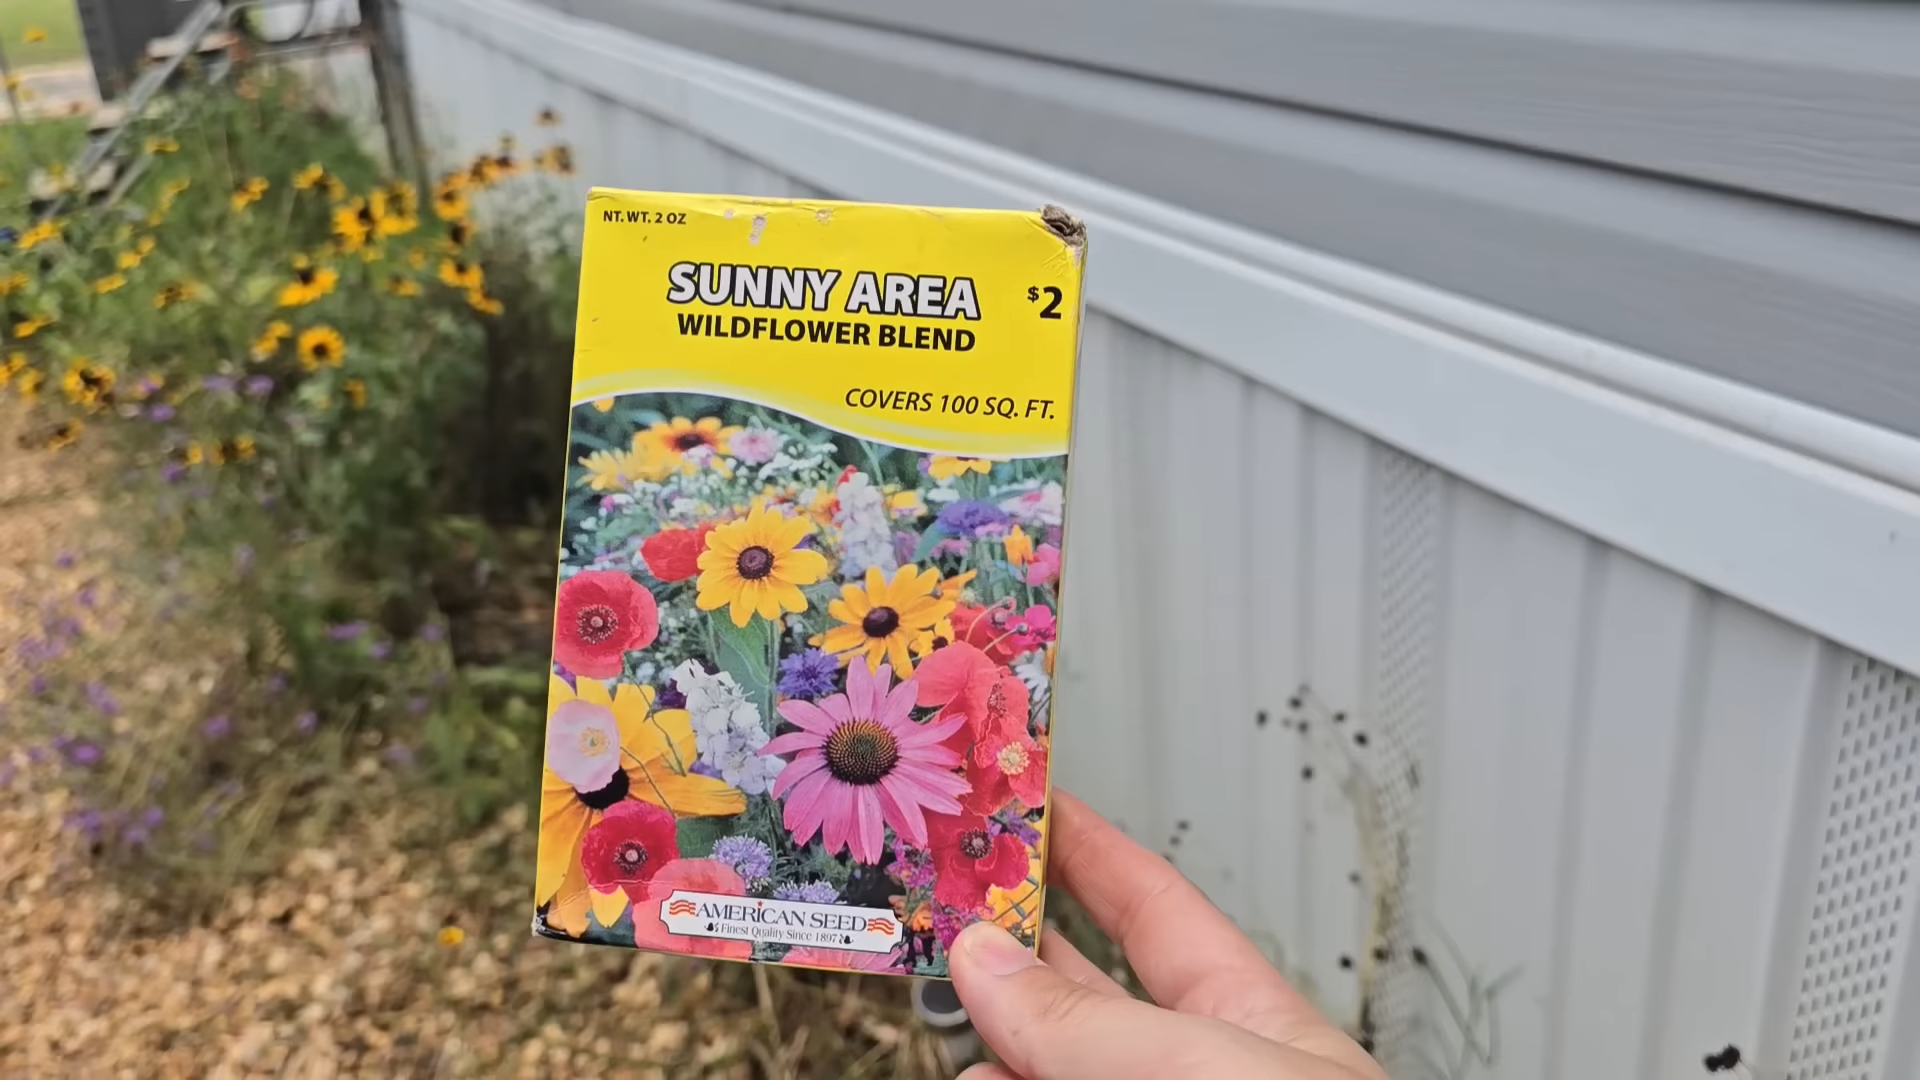 NT. WT. 2 OZ
SUNNY AREA
$2
WILDFLOWER BLEND
COVERS 100 SQ. FT.
AMERICAN SEED
Finest Quality Since 1897